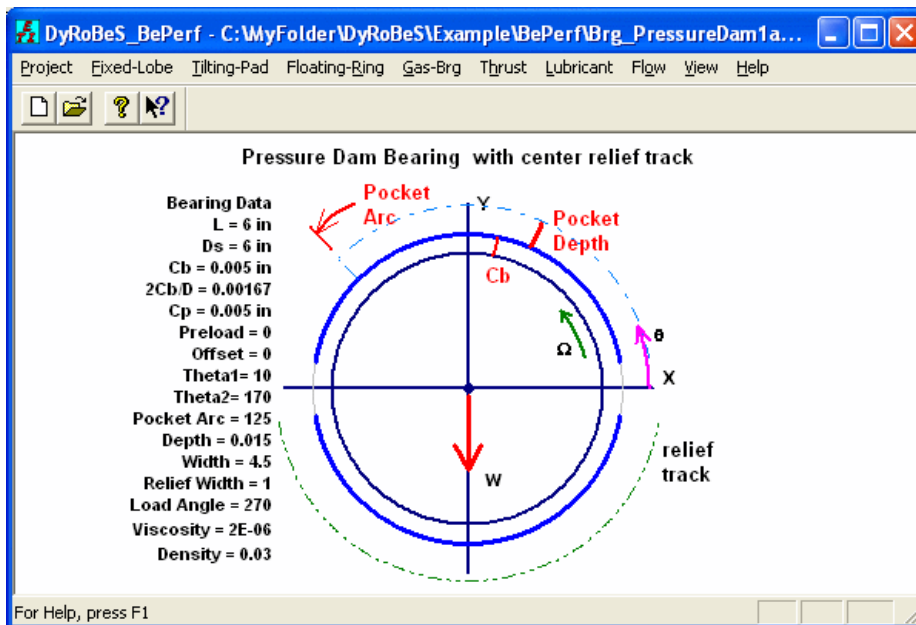 DyRoBeS_BePerf - C:\MyFolder\DyRoBeS\Example\BePerf\Brg_PressureDam1a...
Project Fixed-Lobe Tilting-Pad Floating-Ring Gas-Brg Thrust Lubricant Flow View Help
Pressure Dam Bearing with center relief track
Bearing Data
L = 6 in
Ds = 6 in
Cb = 0.005 in
2Cb/D = 0.00167
Cp = 0.005 in
Preload = 0
Offset = 0
Theta1= 10
Theta2= 170
Pocket Arc = 125
Depth = 0.015
Width = 4.5
Relief Width = 1
Load Angle = 270
Viscosity = 2E-06
Density = 0.03
Pocket
Arc
Y
Pocket
Depth
Cb
Ω
θ
X
W
relief
track
For Help, press F1